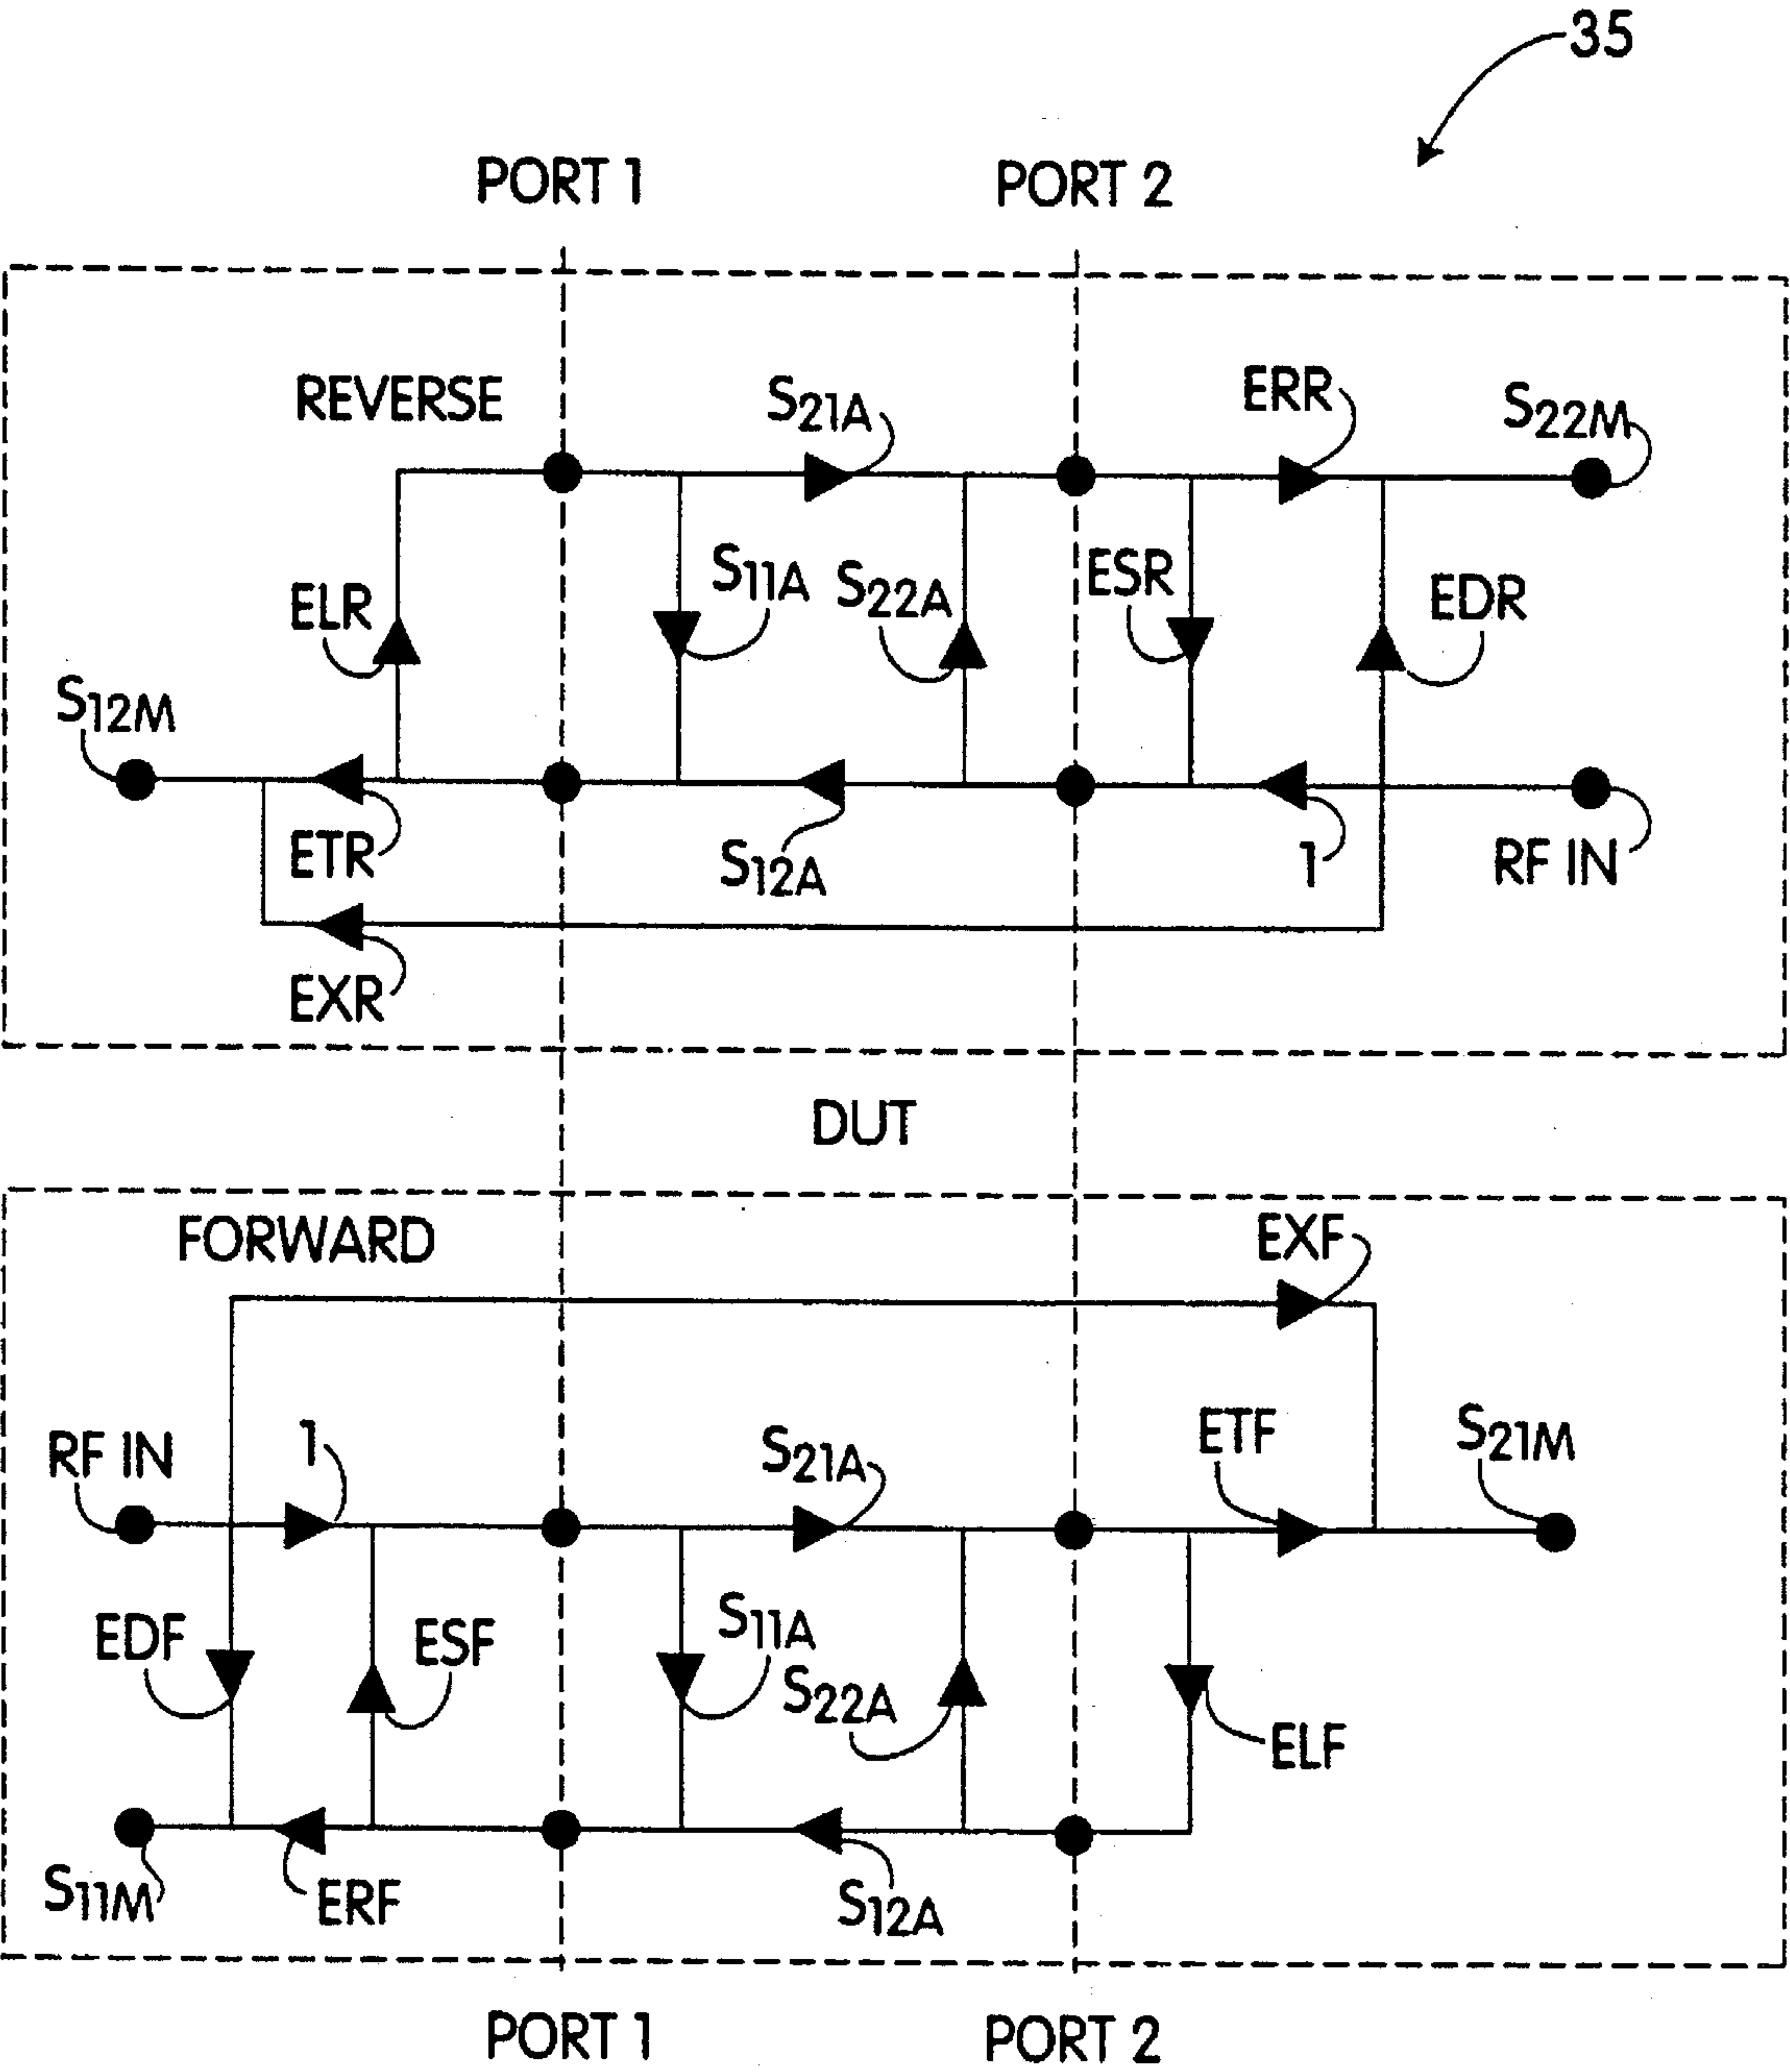 35
PORT 1
PORT 2
REVERSE
S21A
ERR
S22M
ELR
S11A
S22A
ESR
EDR
S12M
ETR
S12A
1
RF IN
EXR
DUT
FORWARD
EXF
RF IN
1
S21A
ETF
S21M
EDF
ESF
S11A
S22A
ELF
S11M
ERF
S12A
PORT 1
PORT 2